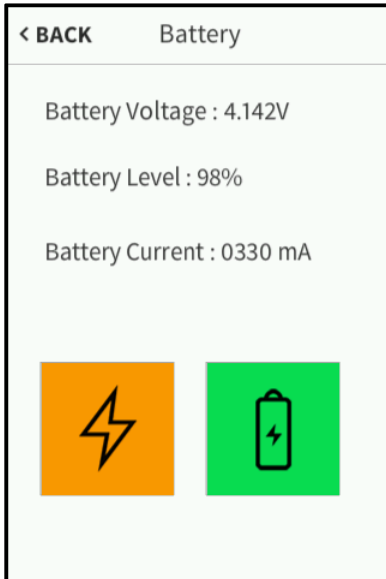 < BACK Battery
Battery Voltage : 4.142V
Battery Level : 98%
Battery Current : 0330 mA